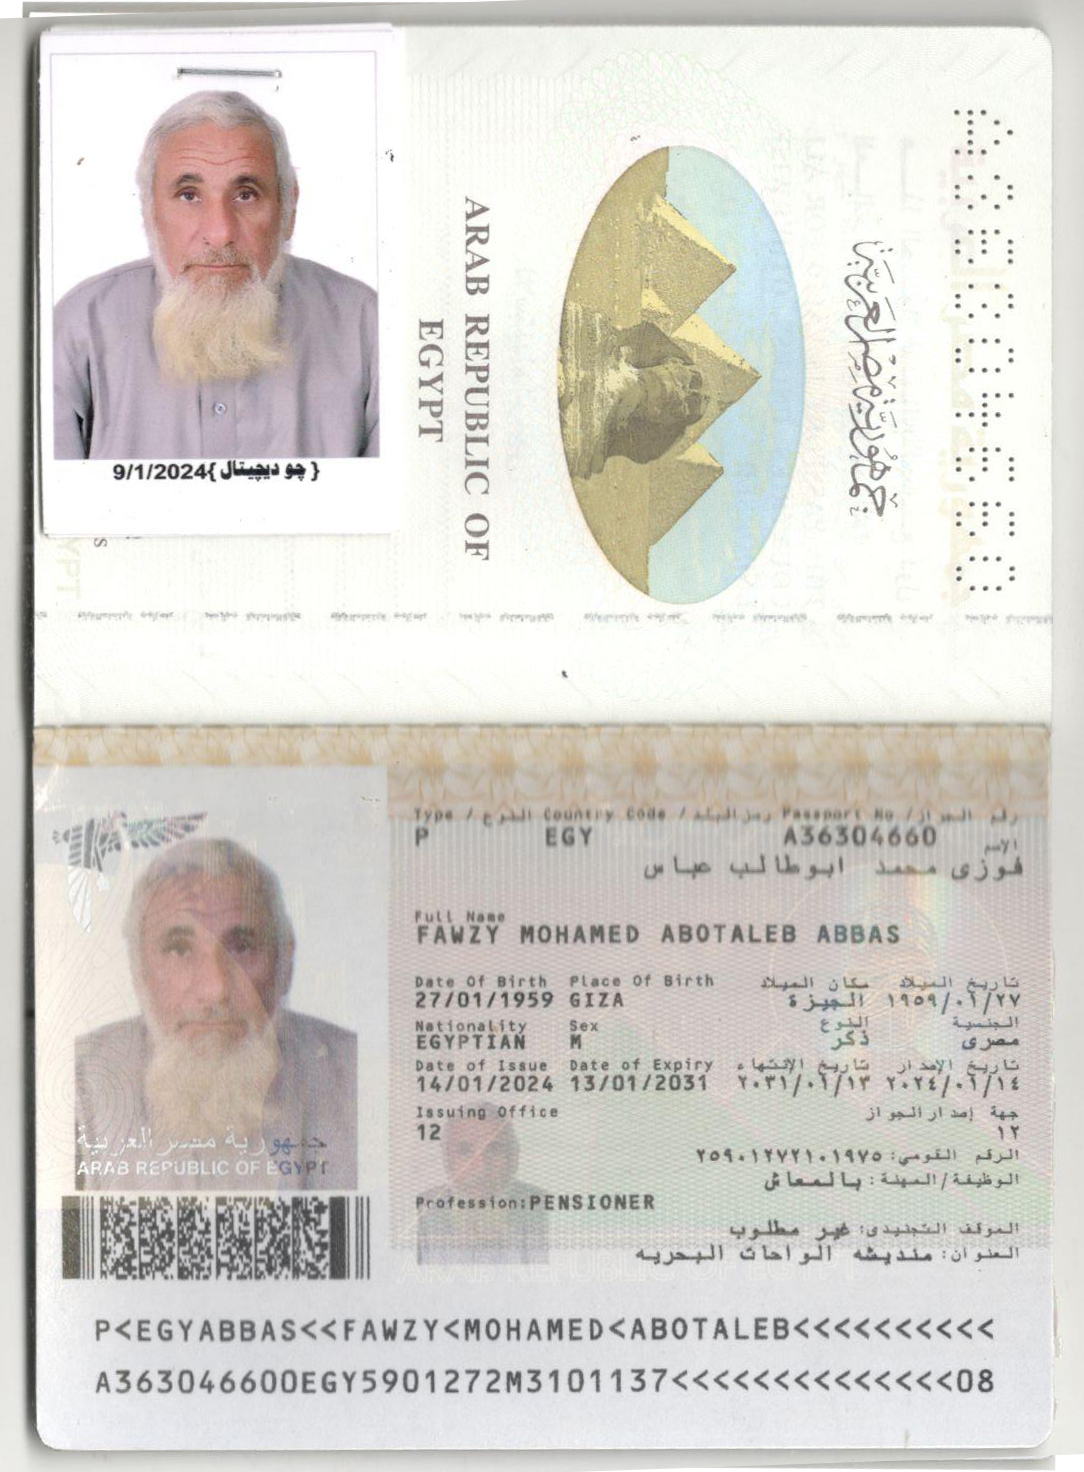 9/1/2024{ چو ديچيتال }
ARAB REPUBLIC OF
EGYPT
جمهورية مصر العربية
A36304660
Type / النوع Country Code / رمز البلد Passport No / رقم الجواز
P EGY A36304660
الإسم
فوزى محمد ابوطالب عباس
Full Name
FAWZY MOHAMED ABOTALEB ABBAS
Date Of Birth Place Of Birth مكان الميلاد تاريخ الميلاد
27/01/1959 GIZA الجيزة ١٩٥٩/٠١/٢٧
Nationality Sex النوع الجنسية
EGYPTIAN M ذكر مصرى
Date of Issue Date of Expiry تاريخ الإنتهاء تاريخ الإصدار
14/01/2024 13/01/2031 ٢٠٣١/٠١/١٣ ٢٠٢٤/٠١/١٤
Issuing Office جهة إصدار الجواز
12 ١٢
الرقم القومى: ٢٥٩٠١٢٧٢١٠١٩٧٥
الوظيفة/المهنة: بالمعاش
Profession:PENSIONER
الموقف التجنيدى: غير مطلوب
العنوان: منديشه الواحات البحريه
جمهورية مصر العربية
ARAB REPUBLIC OF EGYPT
P<EGYABBAS<<FAWZY<MOHAMED<ABOTALEB<<<<<<<<<<
A363046600EGY5901272M3101137<<<<<<<<<<<<<<08